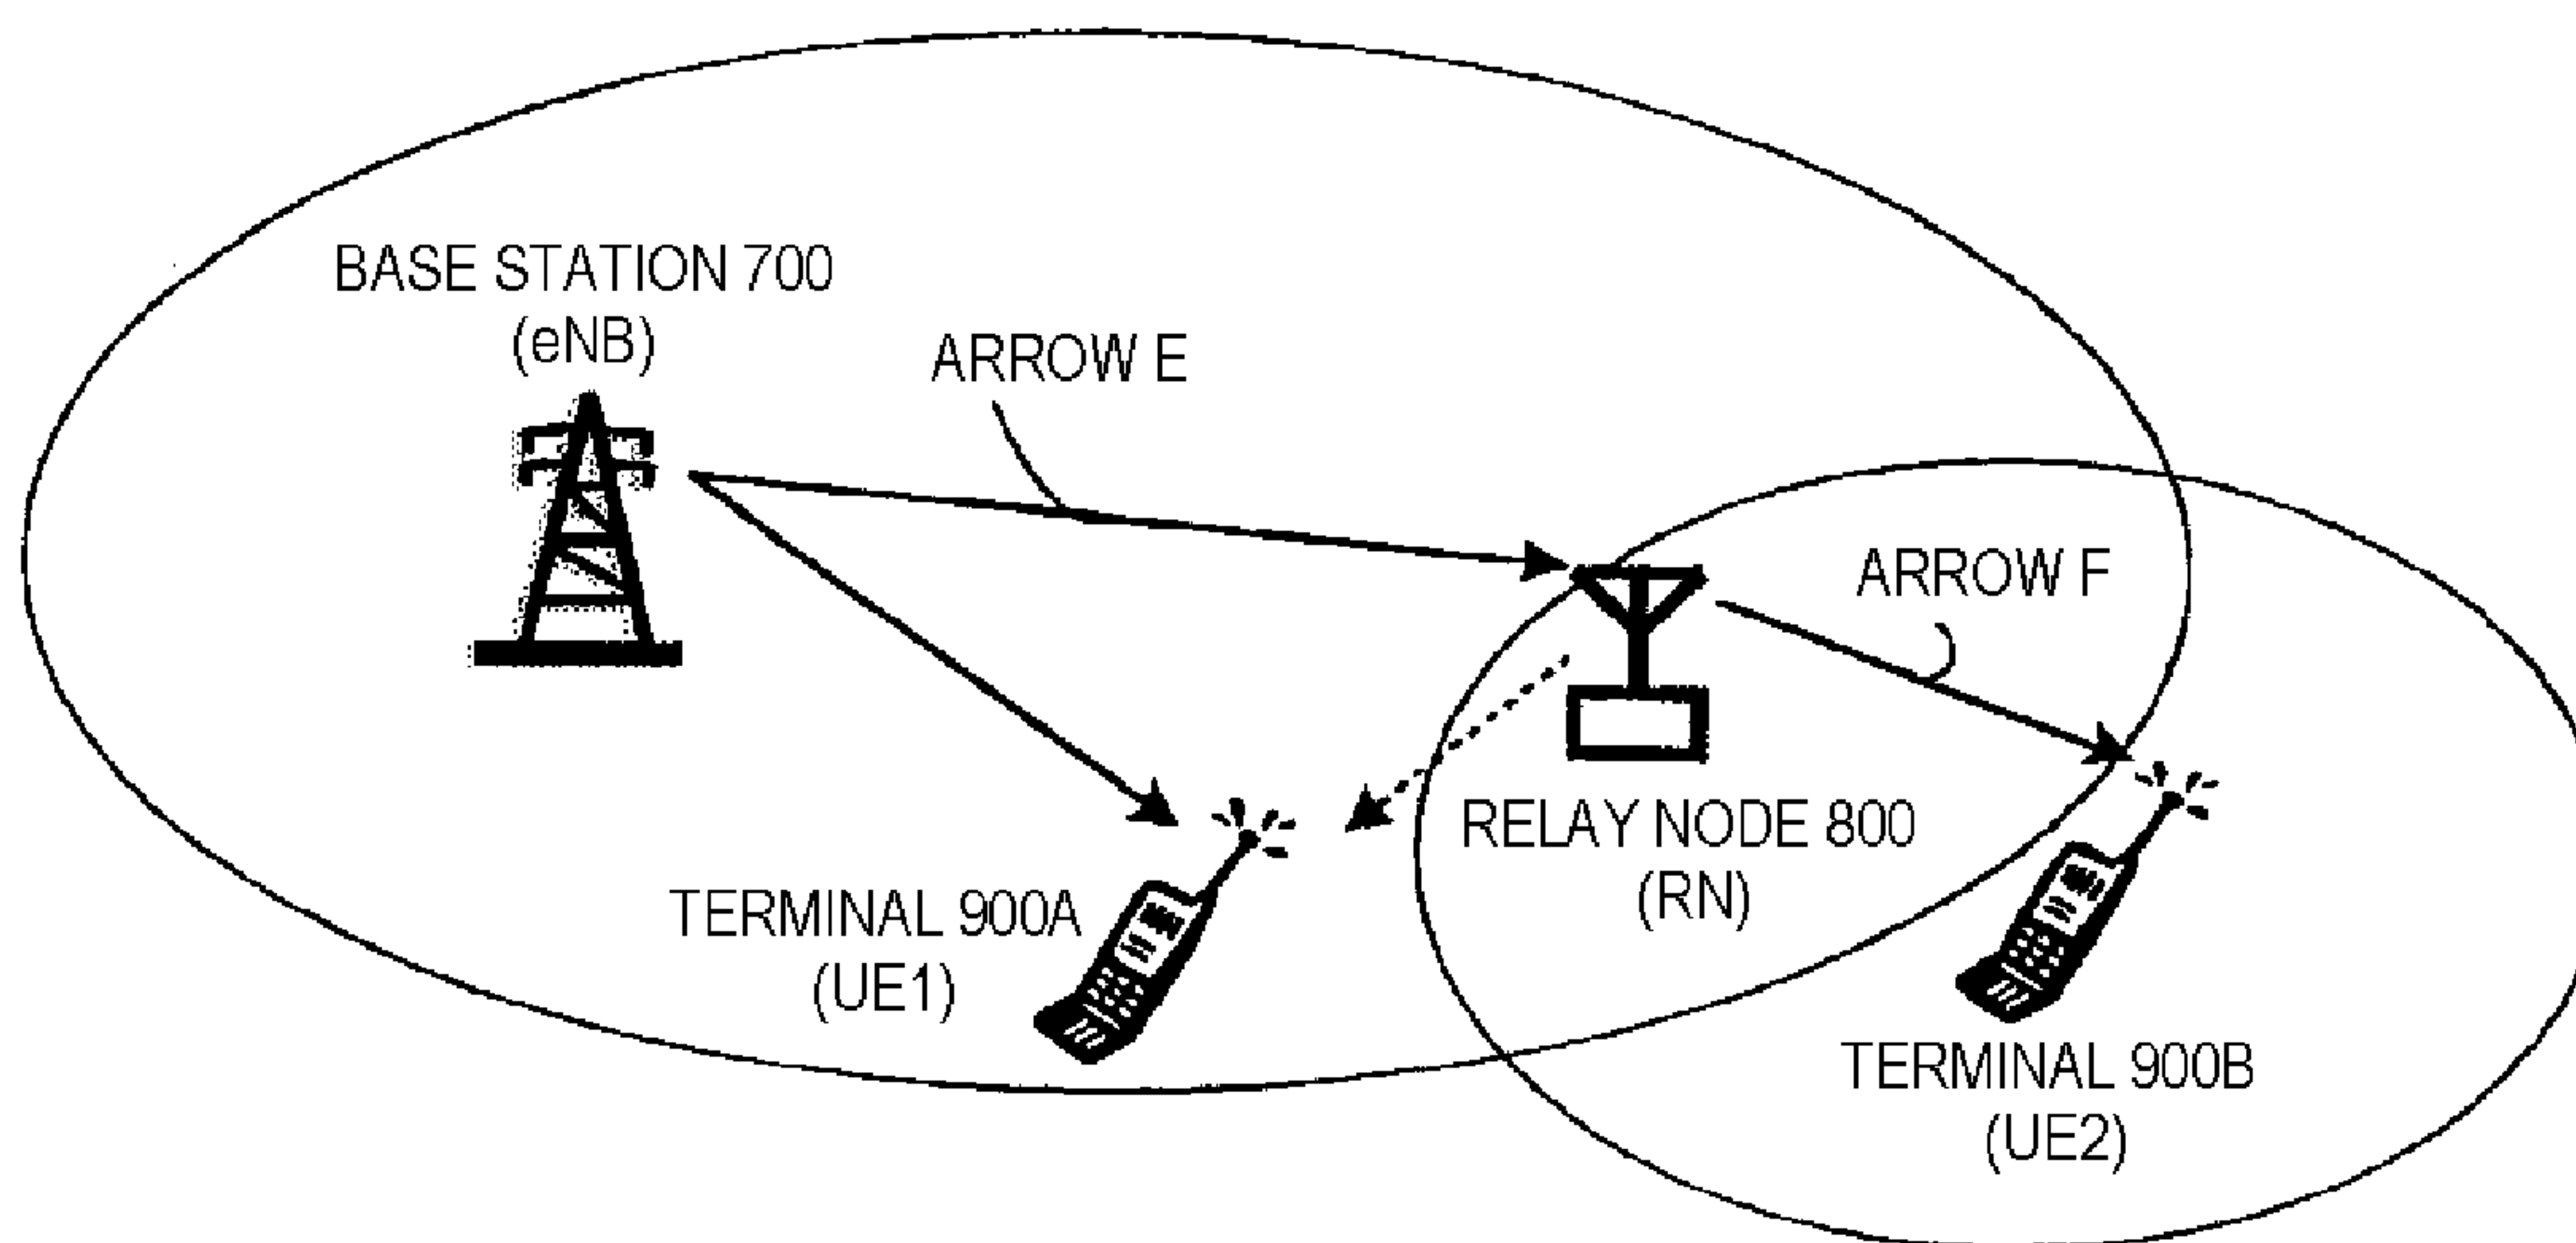 BASE STATION 700
(eNB)
ARROW E
ARROW F
RELAY NODE 800
(RN)
TERMINAL 900A
(UE1)
TERMINAL 900B
(UE2)